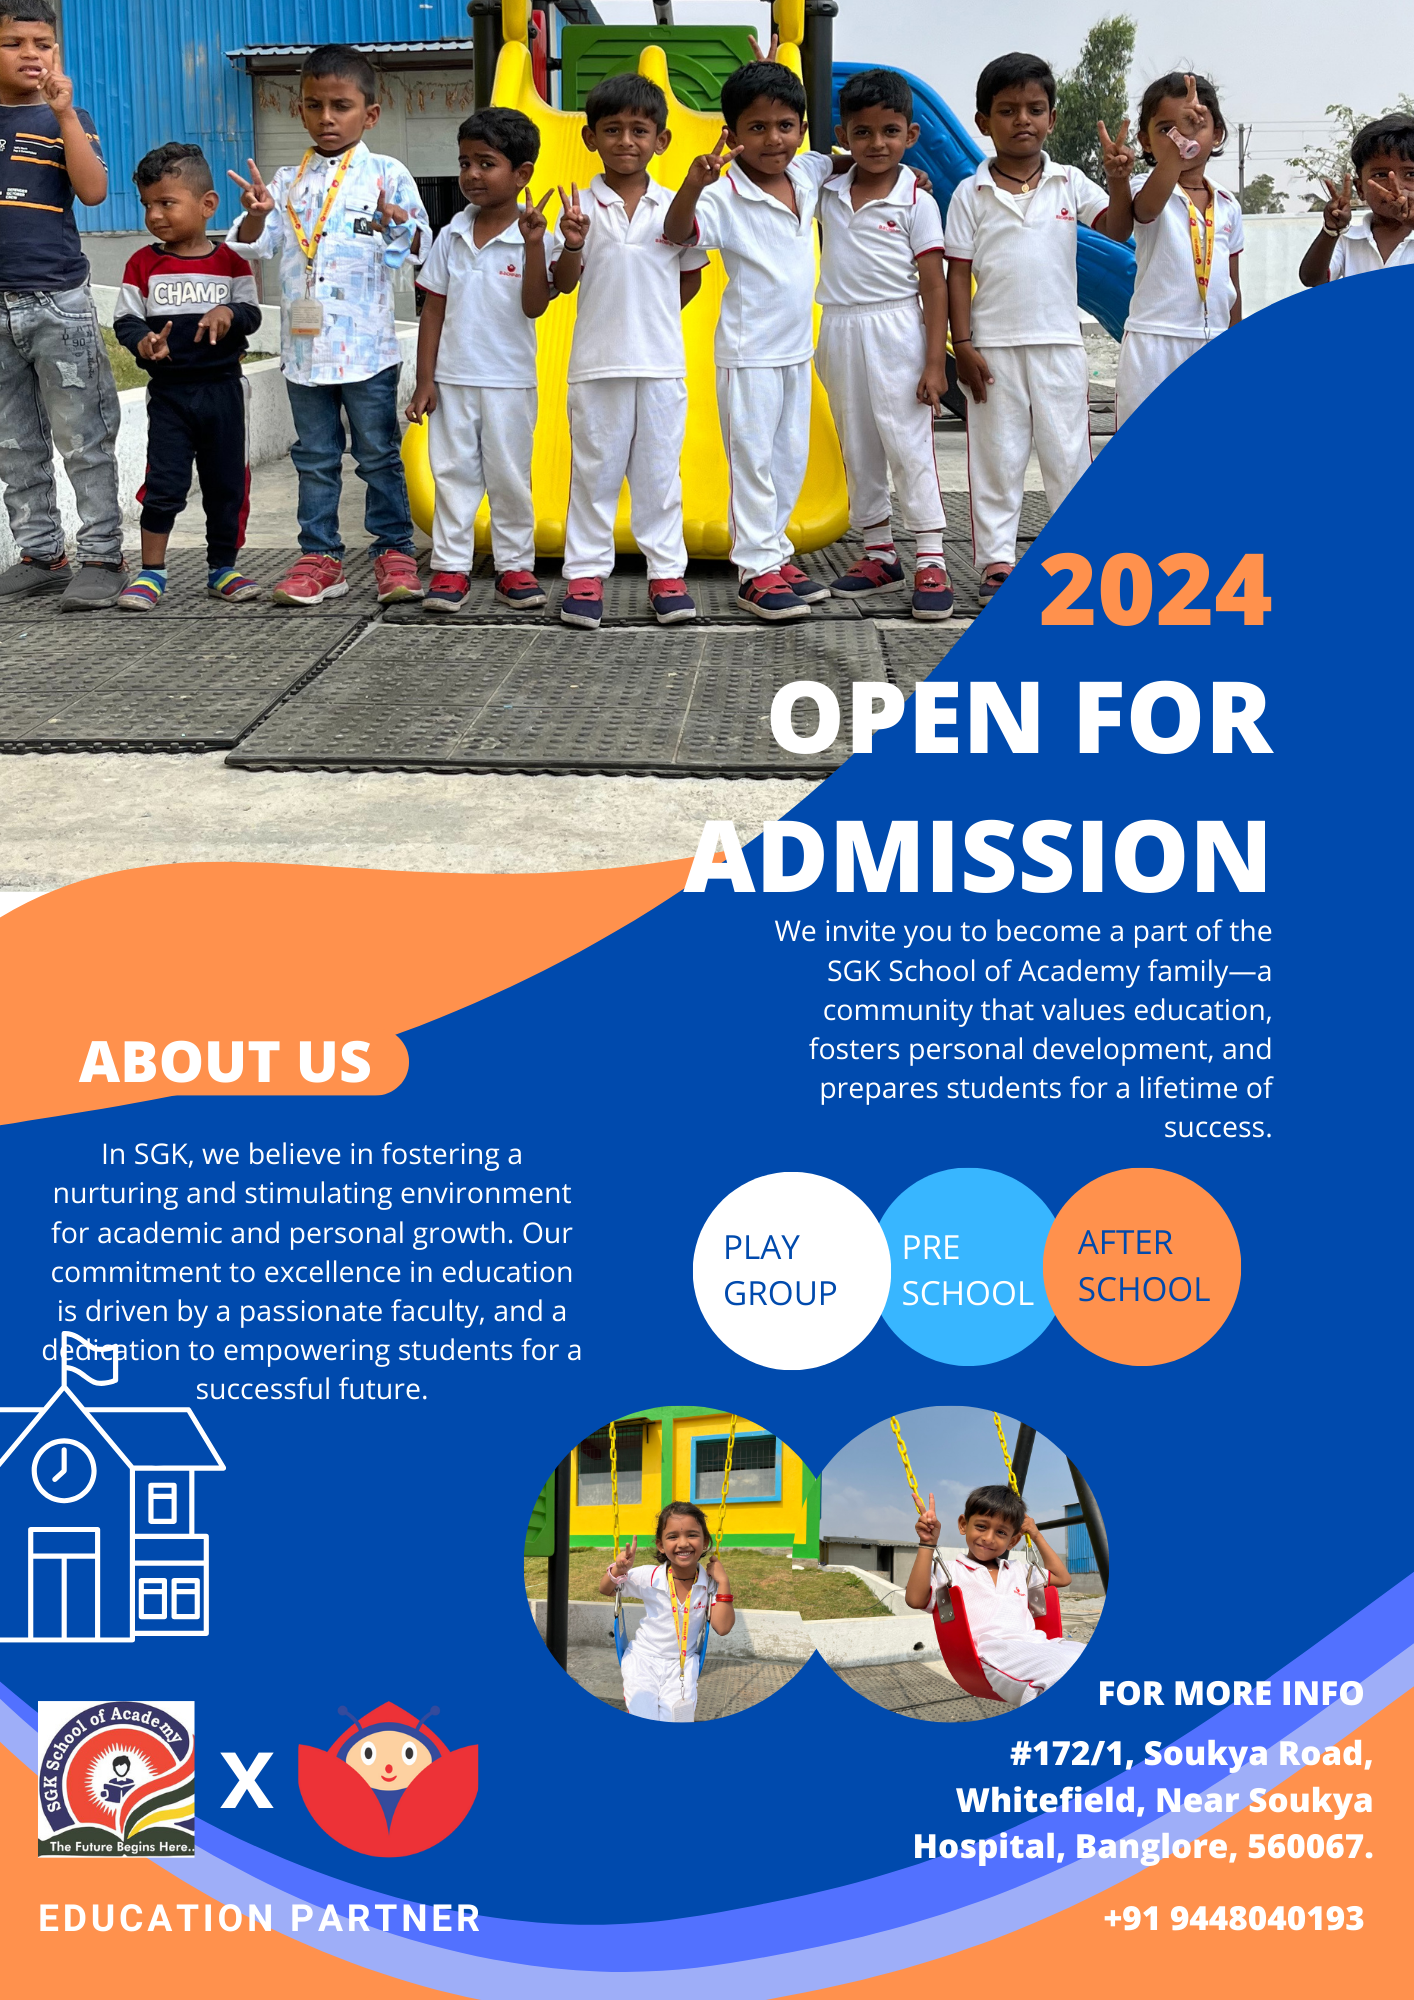 CHAMP
2024
OPEN FOR
ADMISSION
We invite you to become a part of the
SGK School of Academy family—a
community that values education,
fosters personal development, and
prepares students for a lifetime of
success.
ABOUT US
In SGK, we believe in fostering a
nurturing and stimulating environment
for academic and personal growth. Our
commitment to excellence in education
is driven by a passionate faculty, and a
dedication to empowering students for a
successful future.
PLAY
GROUP
PRE
SCHOOL
AFTER
SCHOOL
SGK School of Academy
The Future Begins Here..
X
EDUCATION PARTNER
FOR MORE INFO
#172/1, Soukya Road,
Whitefield, Near Soukya
Hospital, Banglore, 560067.
+91 9448040193